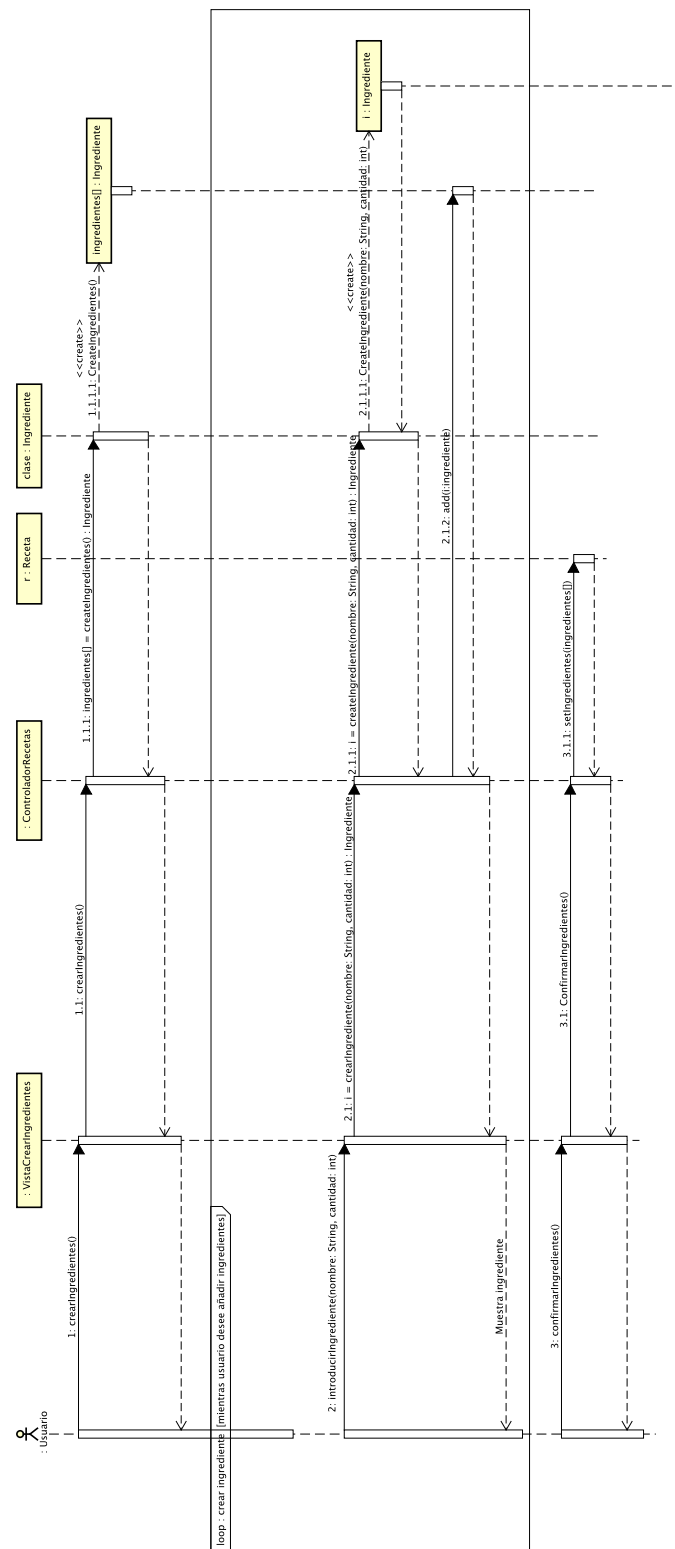 : Usuario
: VistaCrearIngredientes
: ControladorRecetas
r : Receta
clase : Ingrediente
1: crearIngredientes()
1.1: crearIngredientes()
1.1.1: ingredientes[] = createIngredientes() : Ingrediente
<<create>>
1.1.1.1: CreateIngredientes()
ingredientes[] : Ingrediente
loop : crear ingrediente [mientras usuario desee añadir ingredientes]
2: introducirIngrediente(nombre: String, cantidad: int)
2.1: i = crearIngrediente(nombre: String, cantidad: int) : Ingrediente
2.1.1: i = createIngrediente(nombre: String, cantidad: int) : Ingrediente
<<create>>
2.1.1.1: CreateIngrediente(nombre: String, cantidad: int)
i : Ingrediente
2.1.2: add(i:ingrediente)
Muestra ingrediente
3: confirmarIngredientes()
3.1: ConfirmarIngredientes()
3.1.1: setIngredientes(ingredientes[])